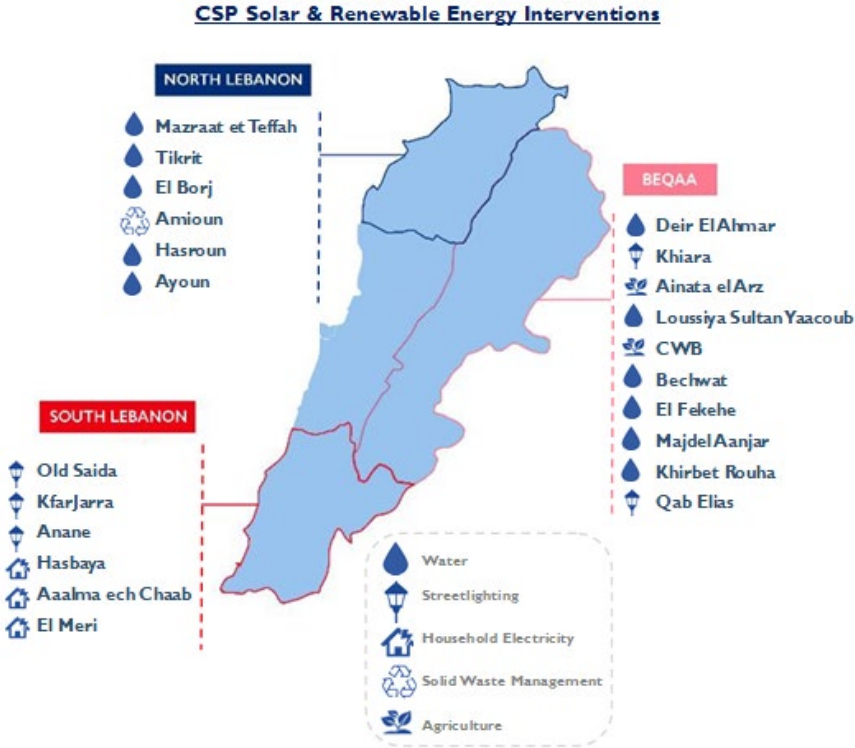 CSP Solar & Renewable Energy Interventions
NORTH LEBANON
Mazraat et Teffah
Tikrit
El Borj
Amioun
Hasroun
Ayoun
BEQAA
Deir El Ahmar
Khiara
Ainata el Arz
Loussiya Sultan Yaacoub
CWB
Bechwat
El Fekehe
Majdel Aanjar
Khirbet Rouha
Qab Elias
SOUTH LEBANON
Old Saida
KfarJarra
Anane
Hasbaya
Aaalma ech Chaab
El Meri
Water
Streetlighting
Household Electricity
Solid Waste Management
Agriculture